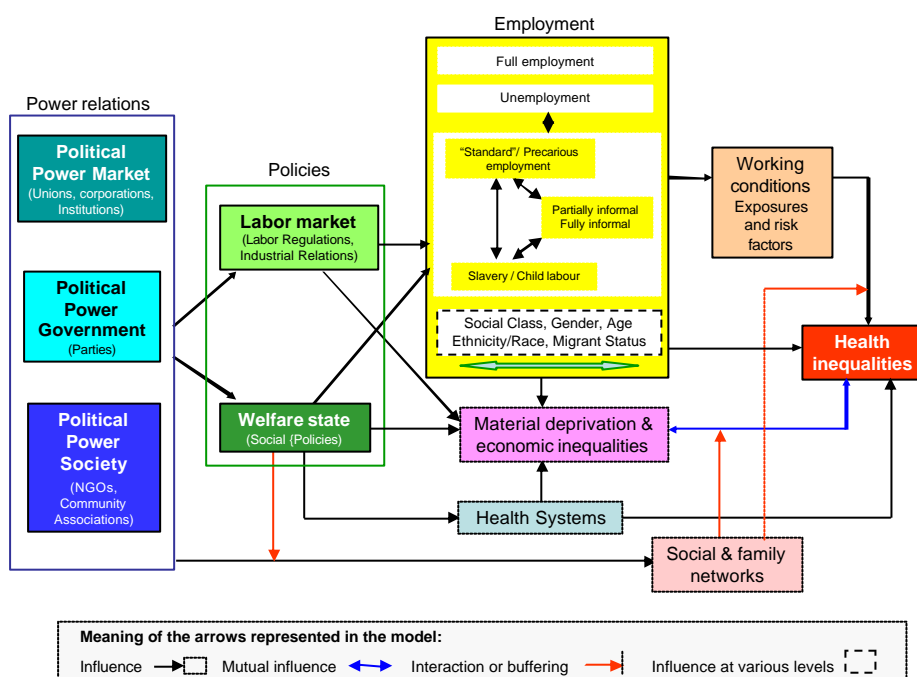 Employment
Full employment
Unemployment
"Standard"/ Precarious
employment
Partially informal
Fully informal
Slavery / Child labour
Social Class, Gender, Age
Ethnicity/Race, Migrant Status
Power relations
Political
Power Market
(Unions, corporations,
Institutions)
Political
Power
Government
(Parties)
Political
Power
Society
(NGOs,
Community
Associations)
Policies
Labor market
(Labor Regulations,
Industrial Relations)
Welfare state
(Social {Policies)
Working
conditions
Exposures
and risk
factors
Health
inequalities
Material deprivation &
economic inequalities
Health Systems
Social & family
networks
Meaning of the arrows represented in the model:
Influence Mutual influence Interaction or buffering Influence at various levels